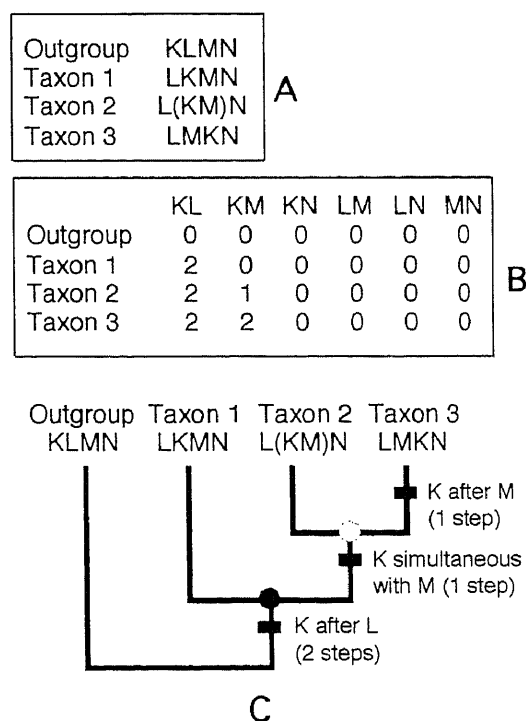 Outgroup KLMN
Taxon 1 LKMN
Taxon 2 L(KM)N
Taxon 3 LMKN
A
KL KM KN LM LN MN
Outgroup 0 0 0 0 0 0
Taxon 1 2 0 0 0 0 0
Taxon 2 2 1 0 0 0 0
Taxon 3 2 2 0 0 0 0
B
Outgroup Taxon 1 Taxon 2 Taxon 3
KLMN LKMN L(KM)N LMKN
K after M
(1 step)
K simultaneous
with M (1 step)
K after L
(2 steps)
C